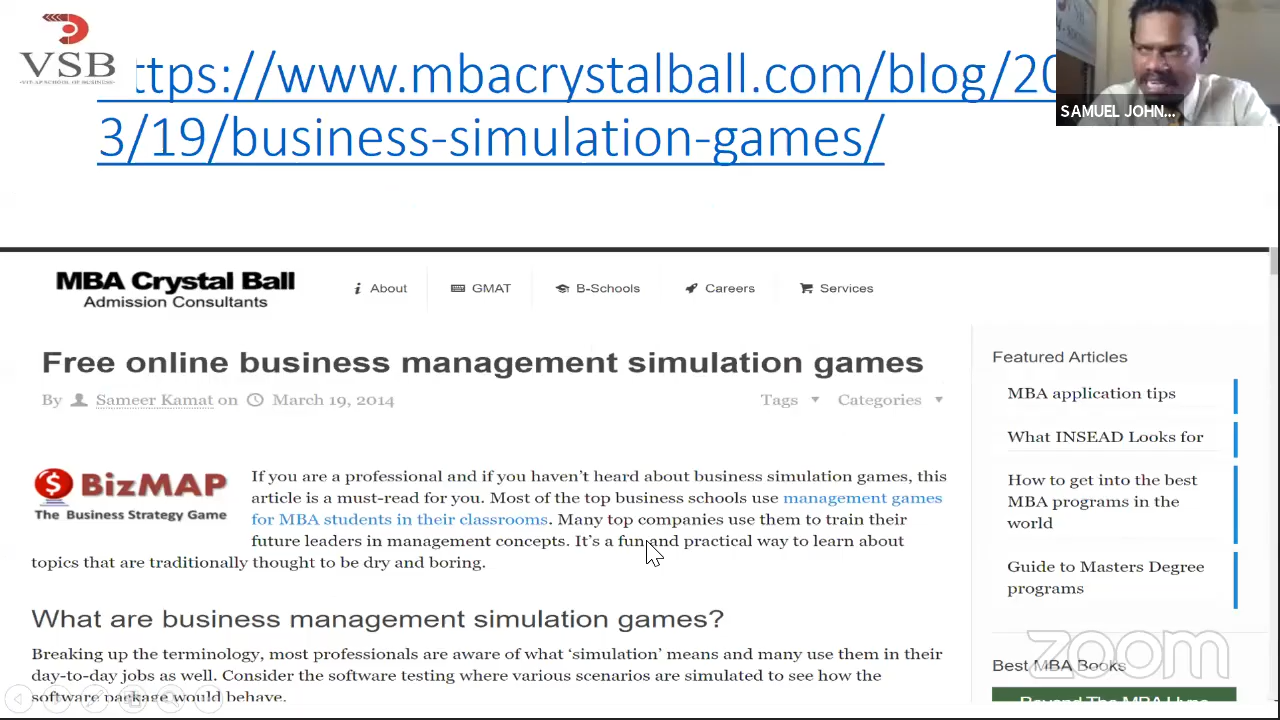 VSB
ttps://www.mbacrystalball.com/blog/20
3/19/business-simulation-games/
SAMUEL JOHN...
MBA Crystal Ball
Admission Consultants
About
GMAT
B-Schools
Careers
Services
Free online business management simulation games
By Sameer Kamat on March 19, 2014
Tags
Categories
BizMAP
The Business Strategy Game
If you are a professional and if you haven't heard about business simulation games, this
article is a must-read for you. Most of the top business schools use management games
for MBA students in their classrooms. Many top companies use them to train their
future leaders in management concepts. It's a fun and practical way to learn about
topics that are traditionally thought to be dry and boring.
What are business management simulation games?
Breaking up the terminology, most professionals are aware of what 'simulation' means and many use them in their
day-to-day jobs as well. Consider the software testing where various scenarios are simulated to see how the
software package would behave.
Featured Articles
MBA application tips
What INSEAD Looks for
How to get into the best
MBA programs in the
world
Guide to Masters Degree
programs
Best MBA Books
Beyond The MBA Hype
zoom